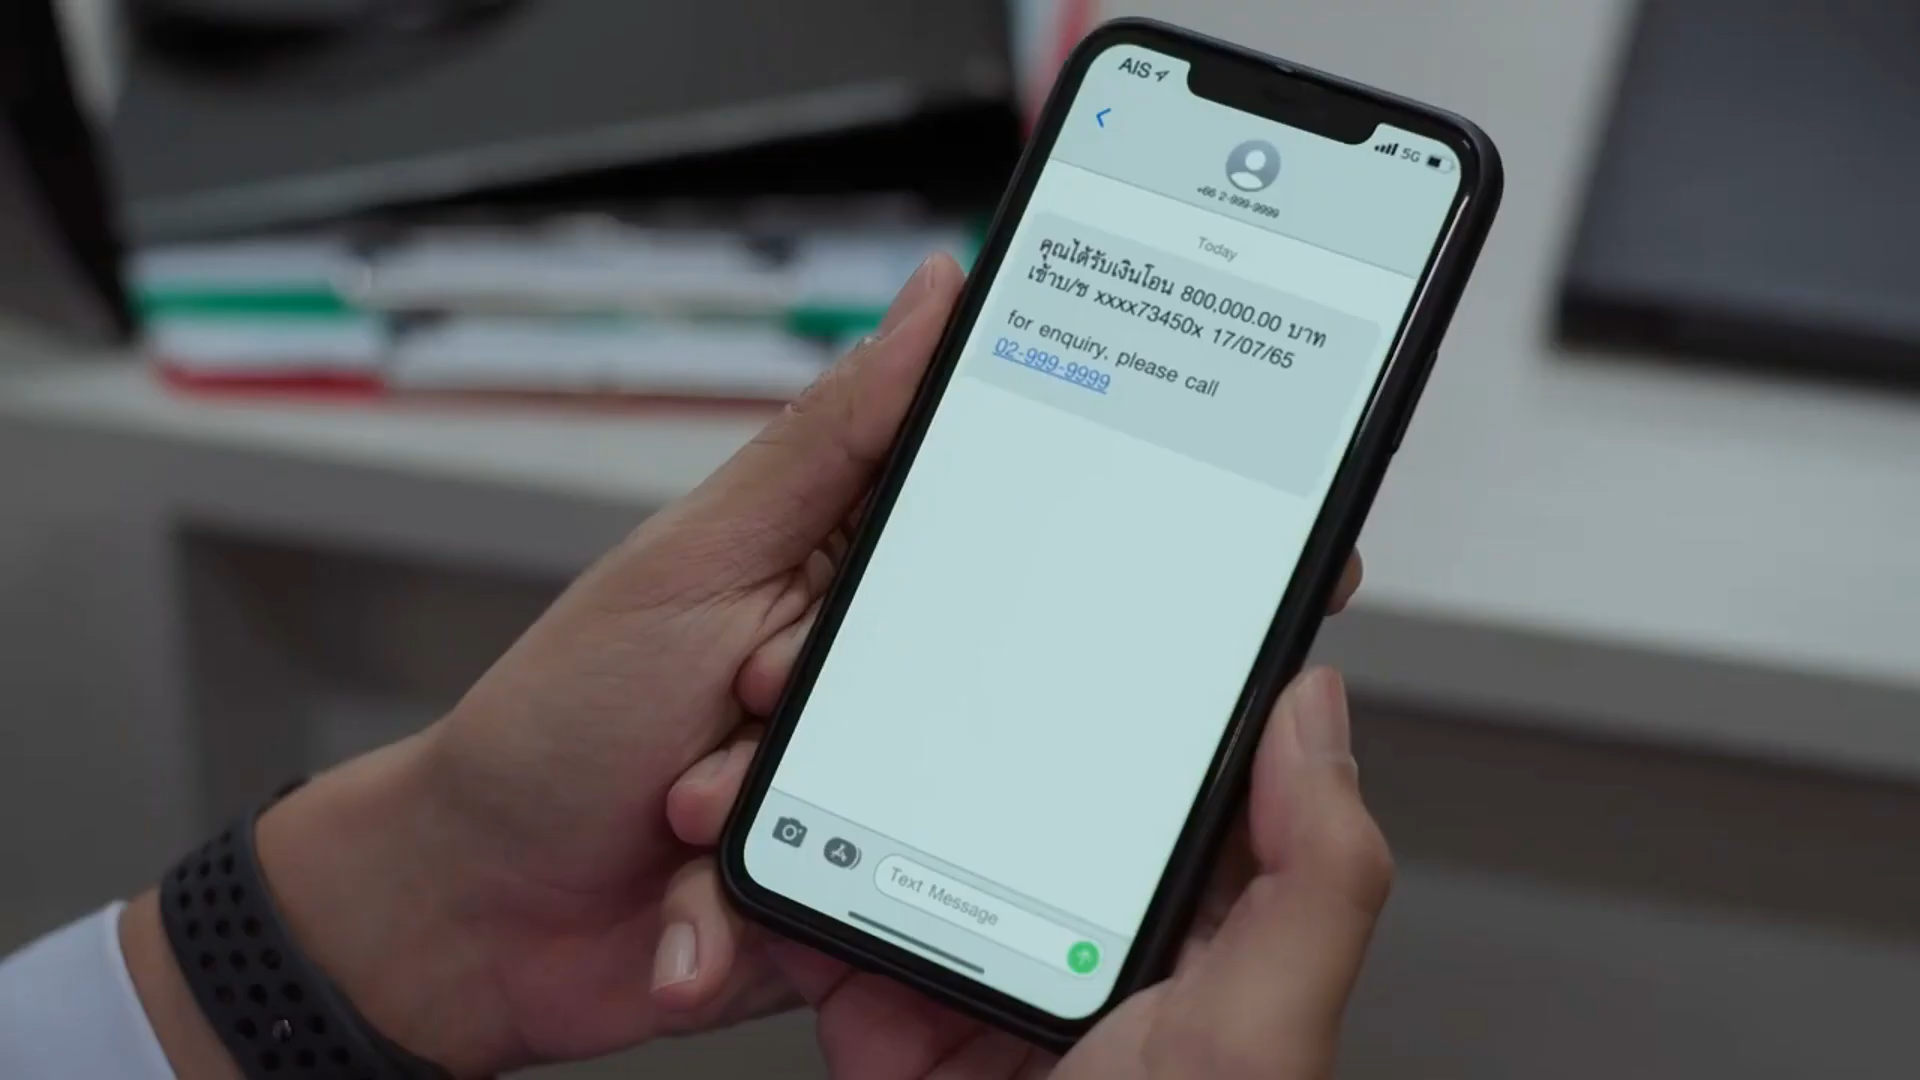 AIS
5G
+66 2-999-9999
Today
คุณได้รับเงินโอน 800,000.00 บาท
เข้าบ/ช xxxx73450x 17/07/65
for enquiry, please call
02-999-9999
Text Message